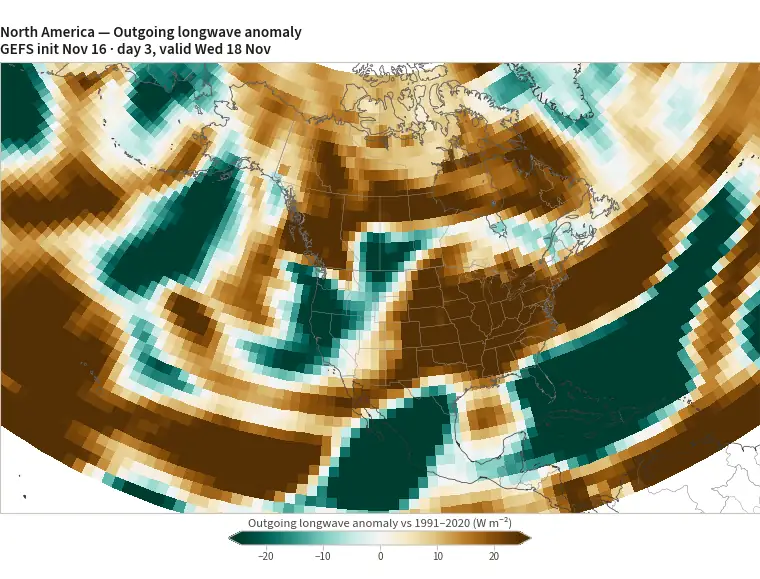 North America — Outgoing longwave anomaly
GEFS init Nov 16 · day 3, valid Wed 18 Nov
Outgoing longwave anomaly vs 1991–2020 (W m⁻²)
−20 −10 0 10 20